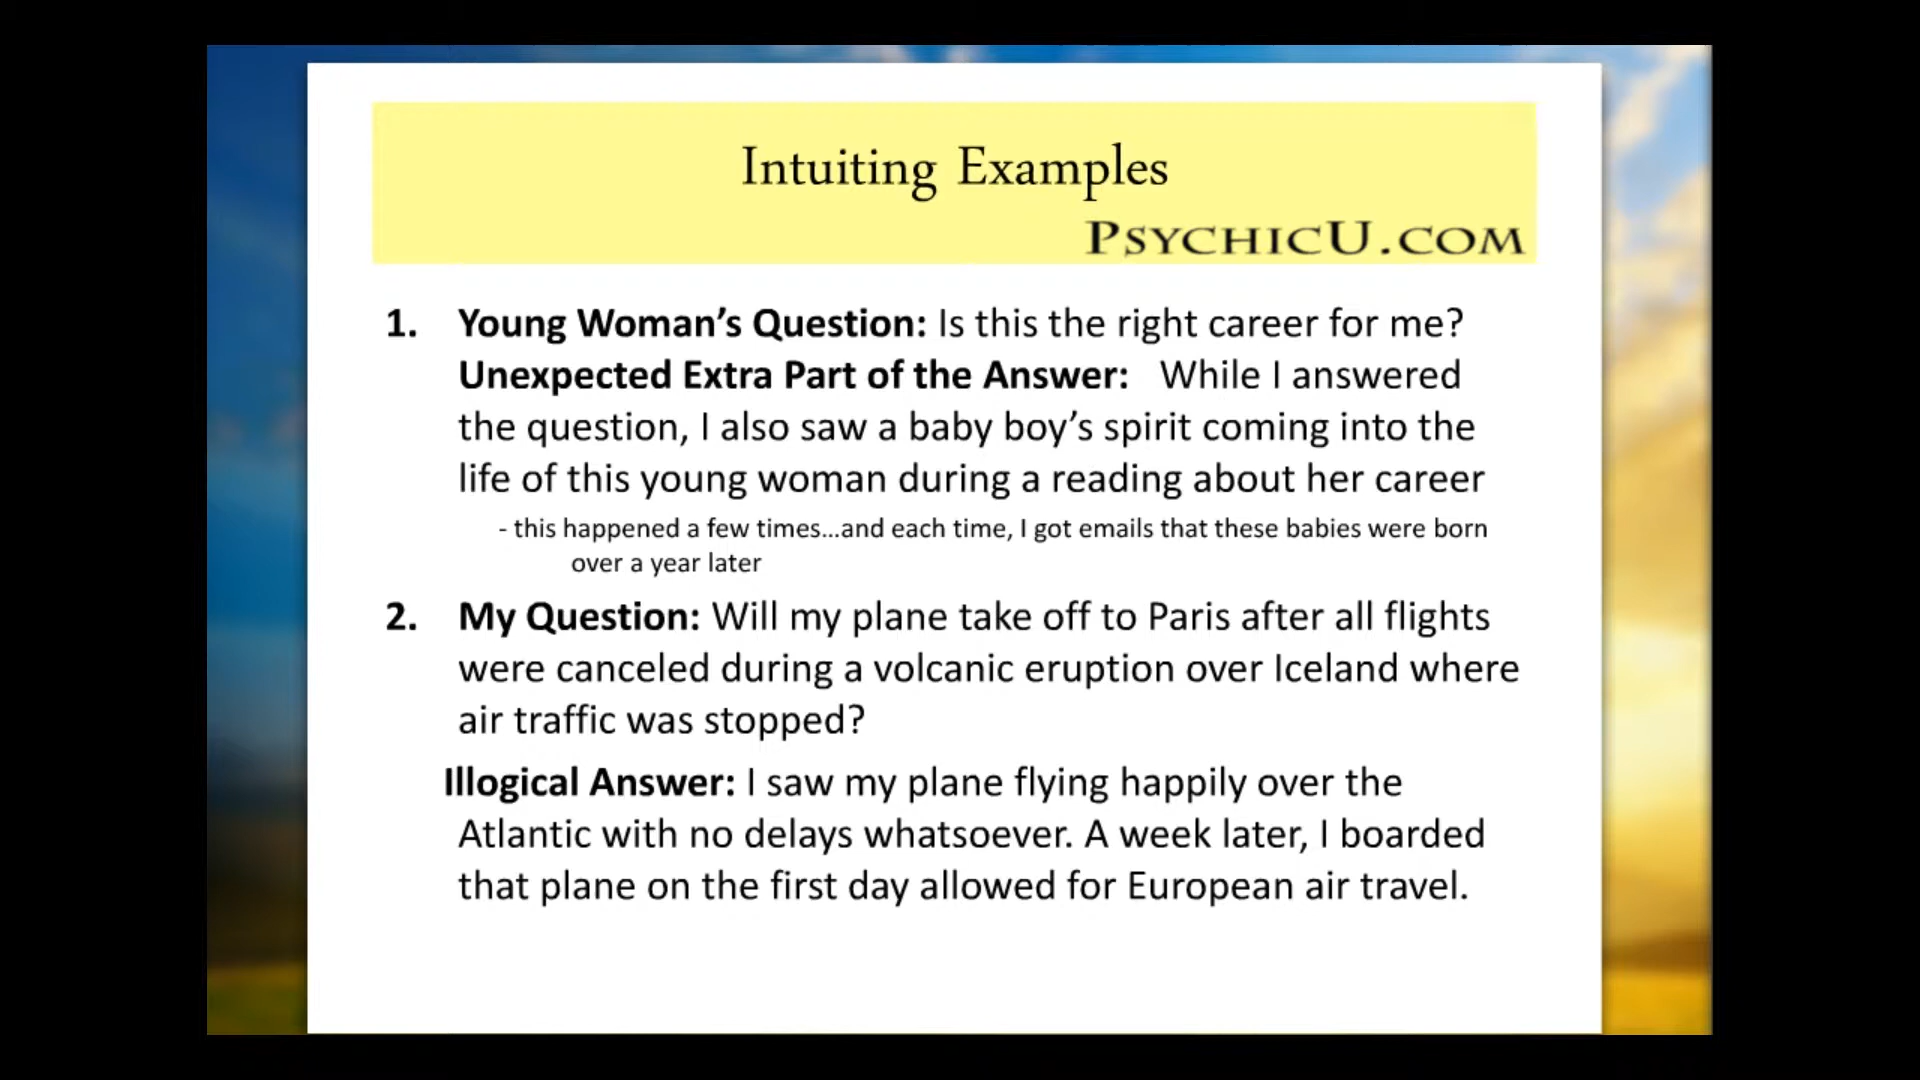 Intuiting Examples
PSYCHICU.COM
1. Young Woman’s Question: Is this the right career for me?
Unexpected Extra Part of the Answer: While I answered
the question, I also saw a baby boy’s spirit coming into the
life of this young woman during a reading about her career
- this happened a few times...and each time, I got emails that these babies were born
over a year later
2. My Question: Will my plane take off to Paris after all flights
were canceled during a volcanic eruption over Iceland where
air traffic was stopped?
Illogical Answer: I saw my plane flying happily over the
Atlantic with no delays whatsoever. A week later, I boarded
that plane on the first day allowed for European air travel.